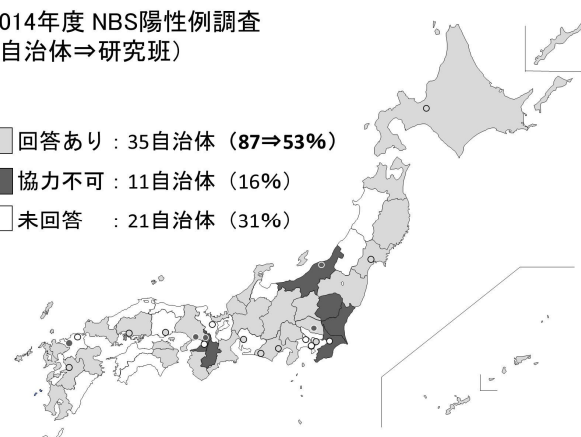 014年度 NBS陽性例調査
自治体⇒研究班）
回答あり：35自治体（87⇒53%）
協力不可：11自治体（16%）
未回答　：21自治体（31%）